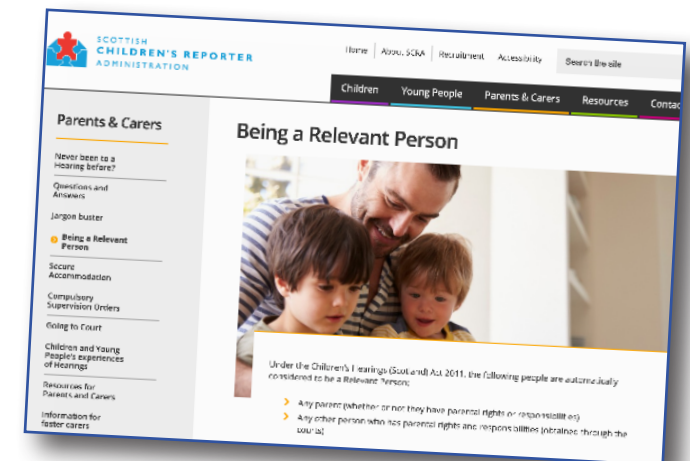 SCOTTISH
CHILDREN'S REPORTER
ADMINISTRATION
Home About SCRA Recruitment Accessibility Search the site
Children Young People Parents & Carers Resources Contac
Parents & Carers
Never been to a
Hearing before?
Questions and
Answers
Jargon buster
Being a Relevant
Person
Secure
Accommodation
Compulsory
Supervision Orders
Going to Court
Children and Young
People's experiences
of Hearings
Resources for
Parents and Carers
Information for
foster carers
Being a Relevant Person
Under the Children's Hearings (Scotland) Act 2011, the following people are automatically
considered to be a Relevant Person:
Any parent (whether or not they have parental rights or responsibilities)
Any other person who has parental rights and responsibilities (obtained through the
courts)